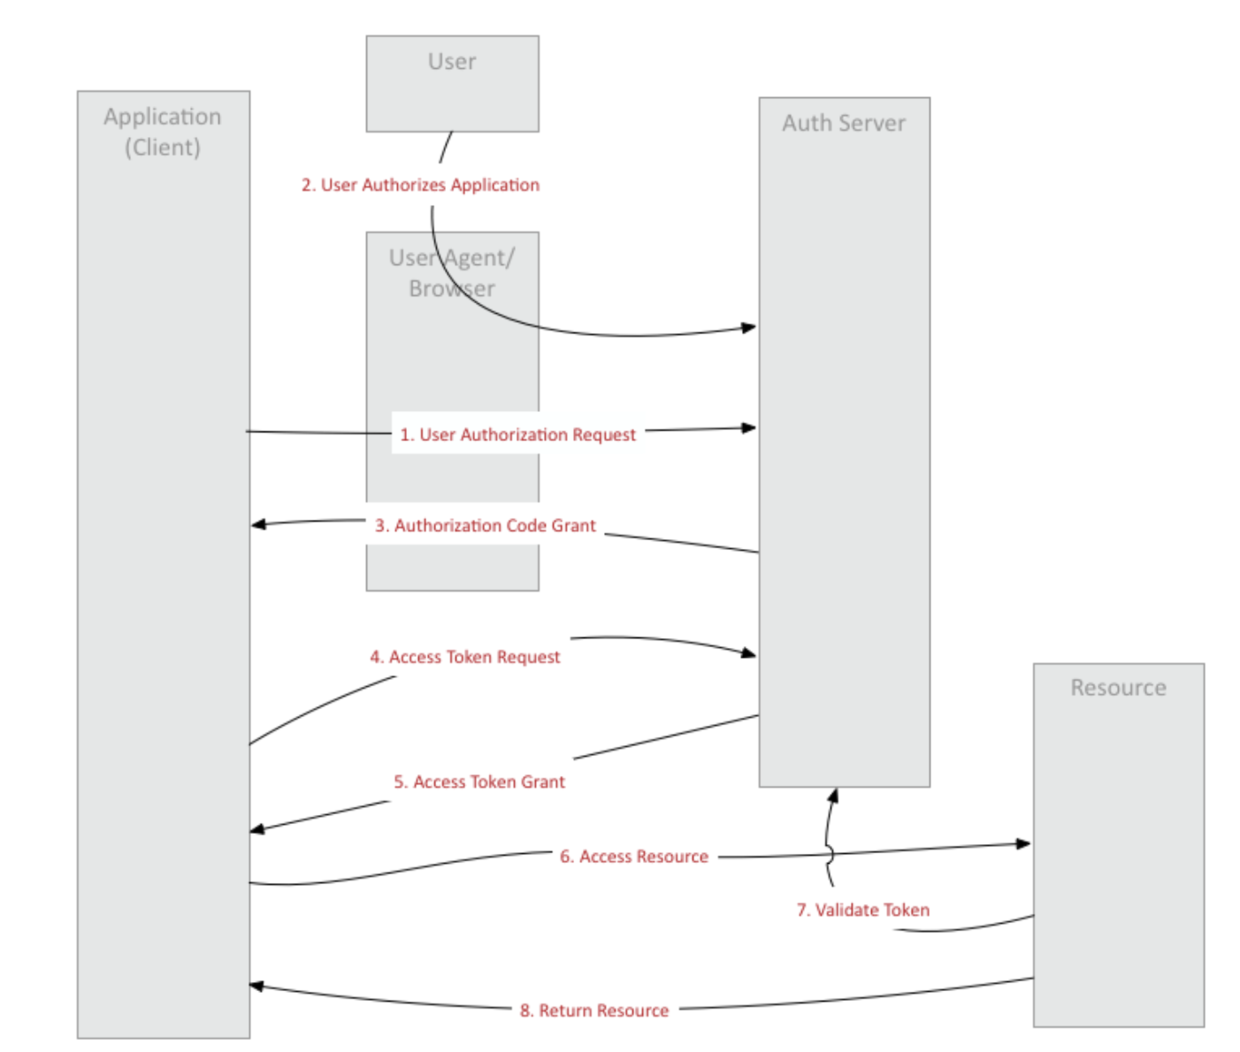 User
Application
(Client)
Auth Server
2. User Authorizes Application
User Agent/
Browser
1. User Authorization Request
3. Authorization Code Grant
4. Access Token Request
Resource
5. Access Token Grant
6. Access Resource
7. Validate Token
8. Return Resource